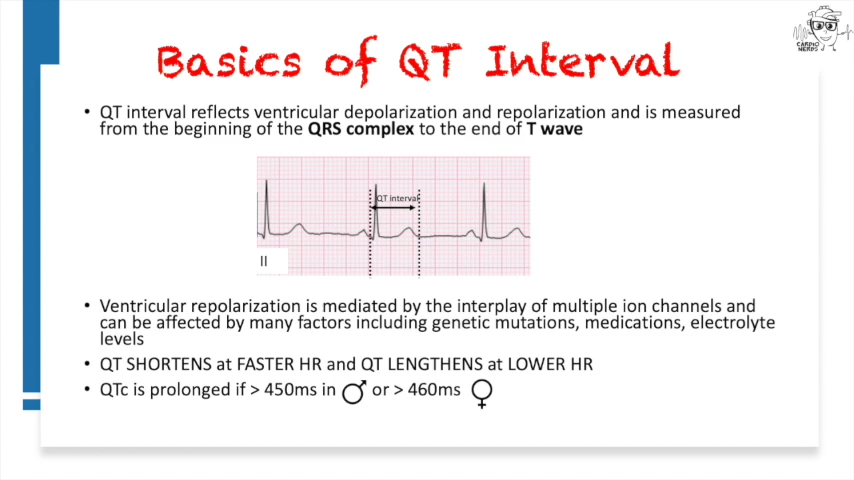 CARDIO
NERDS
Basics of QT Interval
• QT interval reflects ventricular depolarization and repolarization and is measured
from the beginning of the QRS complex to the end of T wave
QT interval
II
• Ventricular repolarization is mediated by the interplay of multiple ion channels and
can be affected by many factors including genetic mutations, medications, electrolyte
levels
• QT SHORTENS at FASTER HR and QT LENGTHENS at LOWER HR
• QTc is prolonged if > 450ms in ♂ or > 460ms ♀